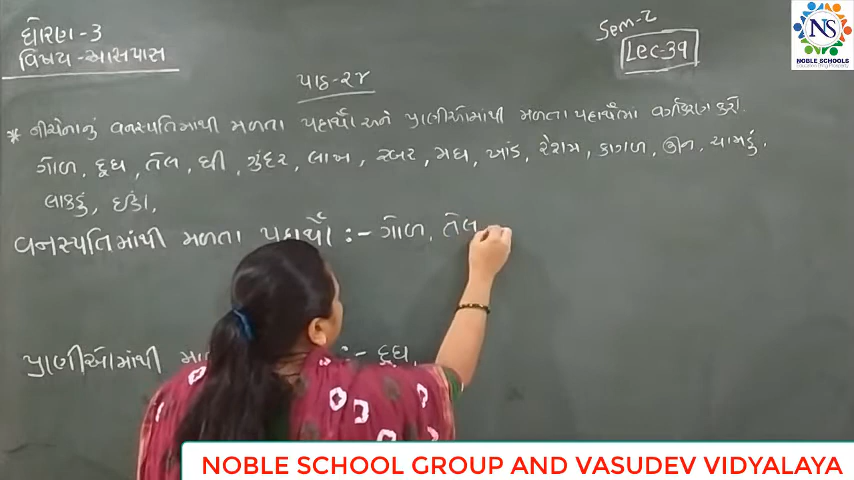 ધોરણ -૩
વિષય -આસપાસ
Sem-2
Lec-39
NS
NOBLE SCHOOLS
પાઠ-૨૪
* નીચેનાનું વનસ્પતિમાંથી મળતા પદાર્થો અને પ્રાણીઓમાંથી મળતા પદાર્થોમાં વર્ગીકરણ કરો.
ગોળ, દૂધ, તેલ, ઘી, ગુંદર, લાખ, રબર, મધ, ખાંડ, રેશમ, કાગળ, ઊન, ચામડું,
લાકડું, ઈંડા,
વનસ્પતિમાંથી મળતા પદાર્થો :- ગોળ, તેલ
પ્રાણીઓમાંથી :- દૂધ,
NOBLE SCHOOL GROUP AND VASUDEV VIDYALAYA